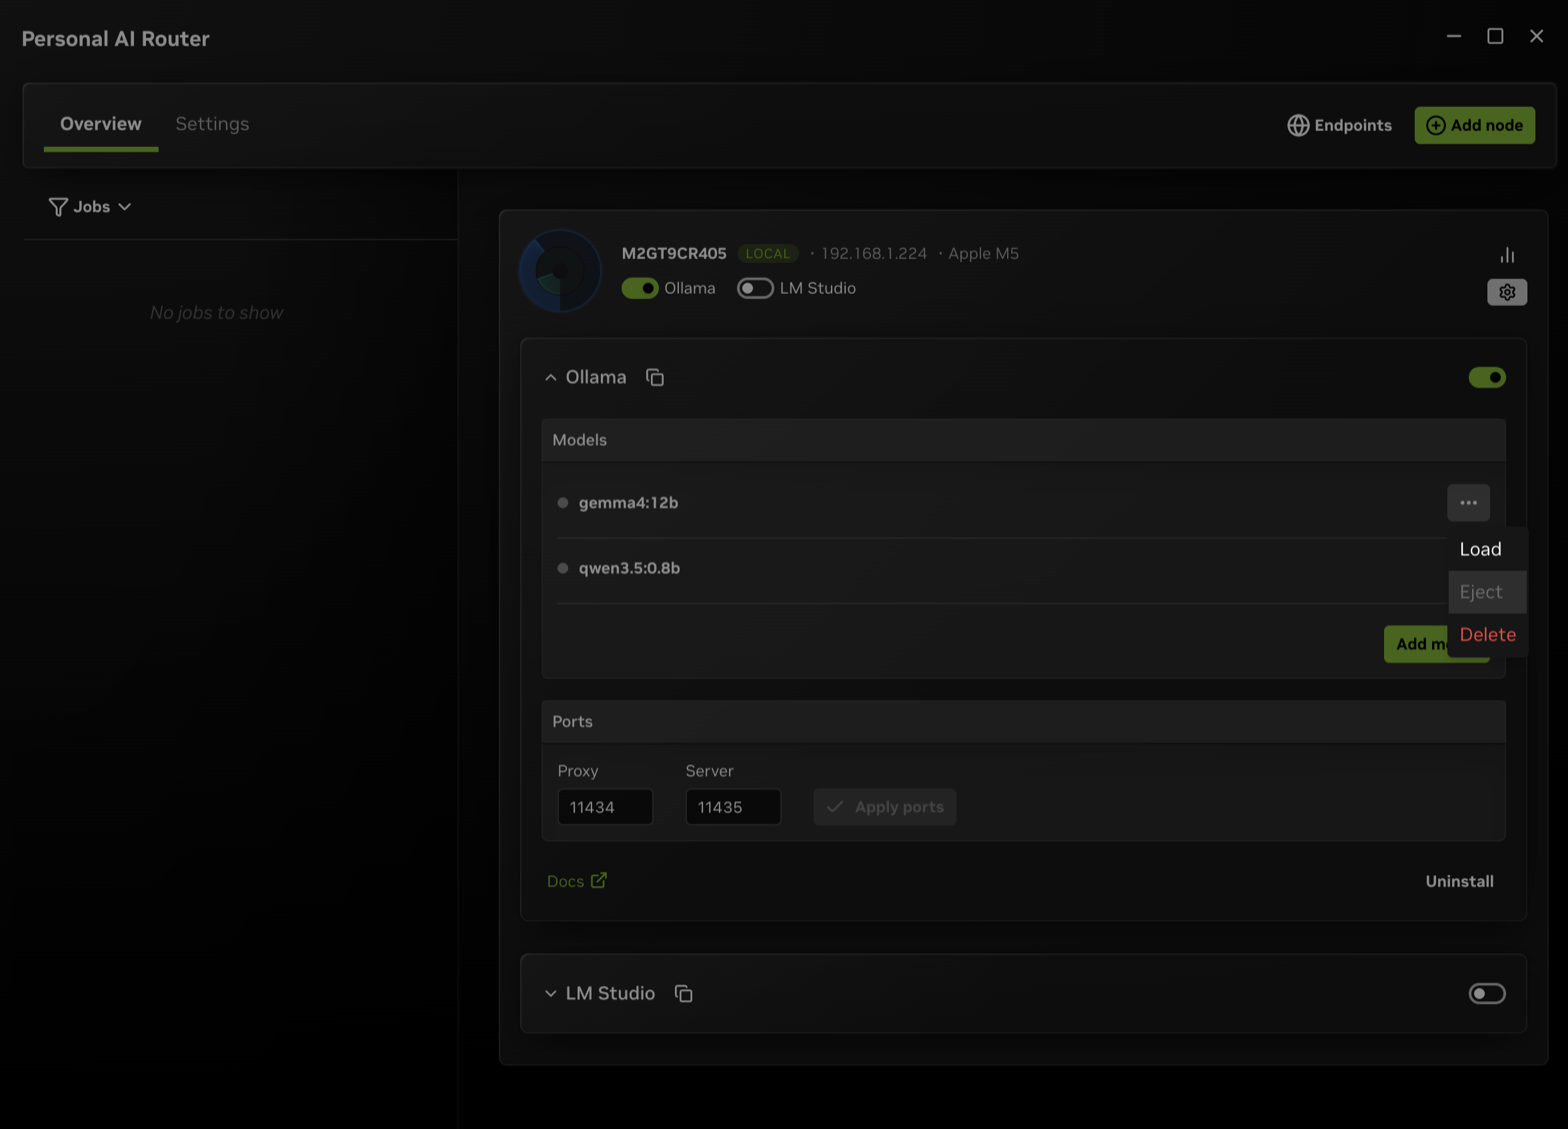 Personal AI Router
Overview
Settings
Endpoints
Add node
Jobs
No jobs to show
M2GT9CR405 LOCAL · 192.168.1.224 · Apple M5
Ollama
LM Studio
Ollama
Models
gemma4:12b
Load
qwen3.5:0.8b
Eject
Delete
Add
Ports
Proxy
Server
11434
11435
Apply ports
Docs
Uninstall
LM Studio